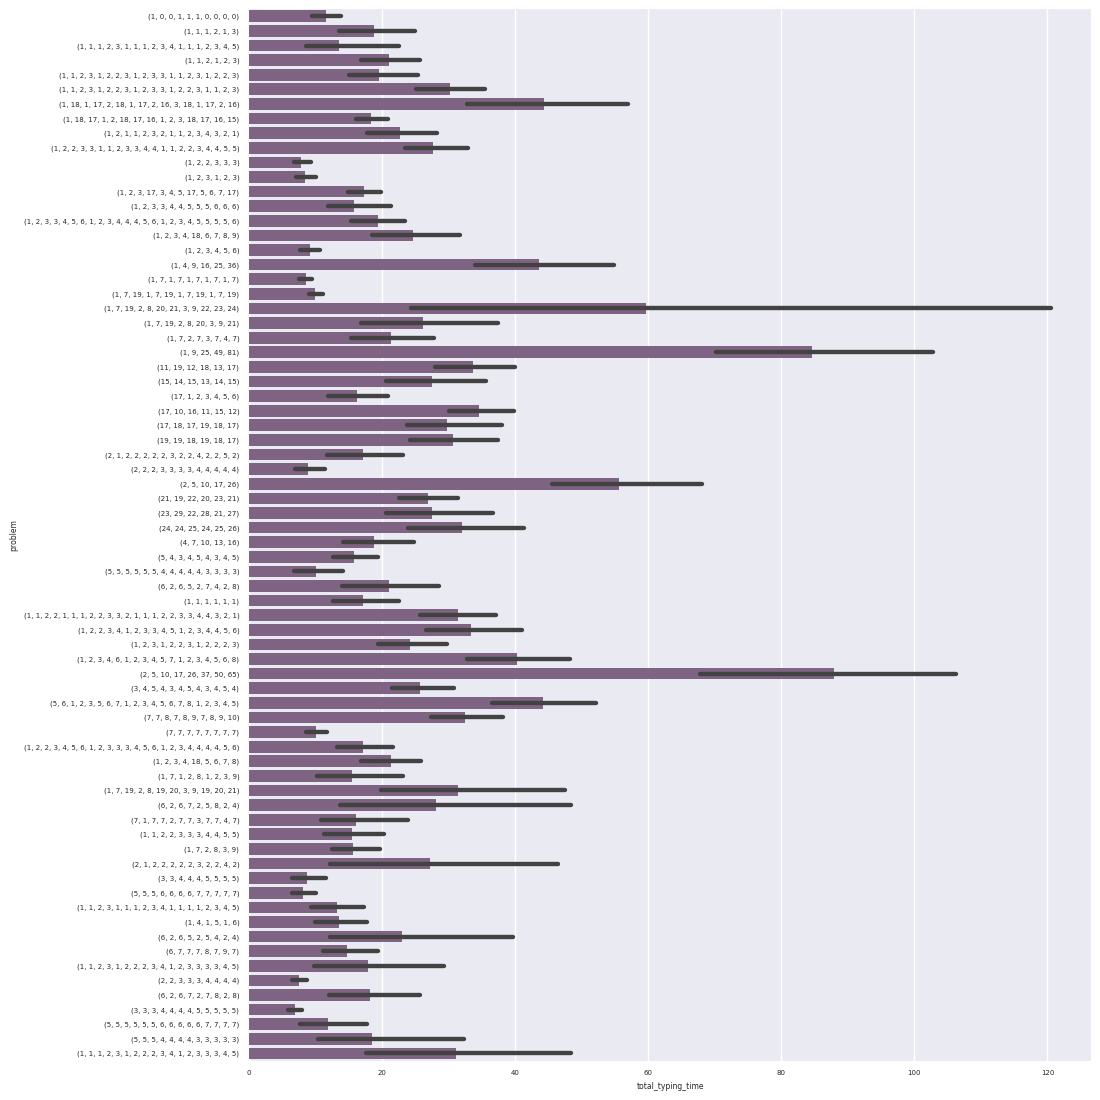 (1, 0, 0, 1, 1, 1, 0, 0, 0, 0)
(1, 1, 1, 2, 1, 3)
(1, 1, 1, 2, 3, 1, 1, 1, 2, 3, 4, 1, 1, 1, 2, 3, 4, 5)
(1, 1, 2, 1, 2, 3)
(1, 1, 2, 3, 1, 2, 2, 3, 1, 2, 3, 3, 1, 1, 2, 3, 1, 2, 2, 3)
(1, 1, 2, 3, 1, 2, 2, 3, 1, 2, 3, 3, 1, 2, 2, 3, 1, 1, 2, 3)
(1, 18, 1, 17, 2, 18, 1, 17, 2, 16, 3, 18, 1, 17, 2, 16)
(1, 18, 17, 1, 2, 18, 17, 16, 1, 2, 3, 18, 17, 16, 15)
(1, 2, 1, 1, 2, 3, 2, 1, 1, 2, 3, 4, 3, 2, 1)
(1, 2, 2, 3, 3, 1, 1, 2, 3, 3, 4, 4, 1, 1, 2, 2, 3, 4, 4, 5, 5)
(1, 2, 2, 3, 3, 3)
(1, 2, 3, 1, 2, 3)
(1, 2, 3, 17, 3, 4, 5, 17, 5, 6, 7, 17)
(1, 2, 3, 3, 4, 4, 5, 5, 5, 6, 6, 6)
(1, 2, 3, 3, 4, 5, 6, 1, 2, 3, 4, 4, 4, 5, 6, 1, 2, 3, 4, 5, 5, 5, 5, 6)
(1, 2, 3, 4, 18, 6, 7, 8, 9)
(1, 2, 3, 4, 5, 6)
(1, 4, 9, 16, 25, 36)
(1, 7, 1, 7, 1, 7, 1, 7, 1, 7)
(1, 7, 19, 1, 7, 19, 1, 7, 19, 1, 7, 19)
(1, 7, 19, 2, 8, 20, 21, 3, 9, 22, 23, 24)
(1, 7, 19, 2, 8, 20, 3, 9, 21)
(1, 7, 2, 7, 3, 7, 4, 7)
(1, 9, 25, 49, 81)
(11, 19, 12, 18, 13, 17)
(15, 14, 15, 13, 14, 15)
(17, 1, 2, 3, 4, 5, 6)
(17, 10, 16, 11, 15, 12)
(17, 18, 17, 19, 18, 17)
(19, 19, 18, 19, 18, 17)
(2, 1, 2, 2, 2, 2, 2, 3, 2, 2, 4, 2, 2, 5, 2)
(2, 2, 2, 3, 3, 3, 3, 4, 4, 4, 4, 4)
(2, 5, 10, 17, 26)
(21, 19, 22, 20, 23, 21)
(23, 29, 22, 28, 21, 27)
(24, 24, 25, 24, 25, 26)
(4, 7, 10, 13, 16)
(5, 4, 3, 4, 5, 4, 3, 4, 5)
(5, 5, 5, 5, 5, 5, 4, 4, 4, 4, 4, 3, 3, 3, 3)
(6, 2, 6, 5, 2, 7, 4, 2, 8)
(1, 1, 1, 1, 1, 1)
(1, 1, 2, 2, 1, 1, 1, 2, 2, 3, 3, 2, 1, 1, 1, 2, 2, 3, 3, 4, 4, 3, 2, 1)
(1, 2, 2, 3, 4, 1, 2, 3, 3, 4, 5, 1, 2, 3, 4, 4, 5, 6)
(1, 2, 3, 1, 2, 2, 3, 1, 2, 2, 2, 3)
(1, 2, 3, 4, 6, 1, 2, 3, 4, 5, 7, 1, 2, 3, 4, 5, 6, 8)
(2, 5, 10, 17, 26, 37, 50, 65)
(3, 4, 5, 4, 3, 4, 5, 4, 3, 4, 5, 4)
(5, 6, 1, 2, 3, 5, 6, 7, 1, 2, 3, 4, 5, 6, 7, 8, 1, 2, 3, 4, 5)
(7, 7, 8, 7, 8, 9, 7, 8, 9, 10)
(7, 7, 7, 7, 7, 7, 7, 7)
(1, 2, 2, 3, 4, 5, 6, 1, 2, 3, 3, 3, 4, 5, 6, 1, 2, 3, 4, 4, 4, 4, 5, 6)
(1, 2, 3, 4, 18, 5, 6, 7, 8)
(1, 7, 1, 2, 8, 1, 2, 3, 9)
(1, 7, 19, 2, 8, 19, 20, 3, 9, 19, 20, 21)
(6, 2, 6, 7, 2, 5, 8, 2, 4)
(7, 1, 7, 7, 2, 7, 7, 3, 7, 7, 4, 7)
(1, 1, 2, 2, 3, 3, 3, 4, 4, 5, 5)
(1, 7, 2, 8, 3, 9)
(2, 1, 2, 2, 2, 2, 2, 3, 2, 2, 4, 2)
(3, 3, 4, 4, 4, 5, 5, 5, 5)
(5, 5, 5, 6, 6, 6, 6, 7, 7, 7, 7, 7)
(1, 1, 2, 3, 1, 1, 1, 2, 3, 4, 1, 1, 1, 1, 2, 3, 4, 5)
(1, 4, 1, 5, 1, 6)
(6, 2, 6, 5, 2, 5, 4, 2, 4)
(6, 7, 7, 7, 8, 7, 9, 7)
(1, 1, 2, 3, 1, 2, 2, 2, 3, 4, 1, 2, 3, 3, 3, 3, 4, 5)
(2, 2, 3, 3, 3, 4, 4, 4, 4)
(6, 2, 6, 7, 2, 7, 8, 2, 8)
(3, 3, 3, 4, 4, 4, 4, 5, 5, 5, 5, 5)
(5, 5, 5, 5, 5, 5, 6, 6, 6, 6, 6, 7, 7, 7, 7)
(5, 5, 5, 4, 4, 4, 4, 3, 3, 3, 3, 3)
(1, 1, 1, 2, 3, 1, 2, 2, 2, 3, 4, 1, 2, 3, 3, 3, 4, 5)
problem
0 20 40 60 80 100 120
total_typing_time